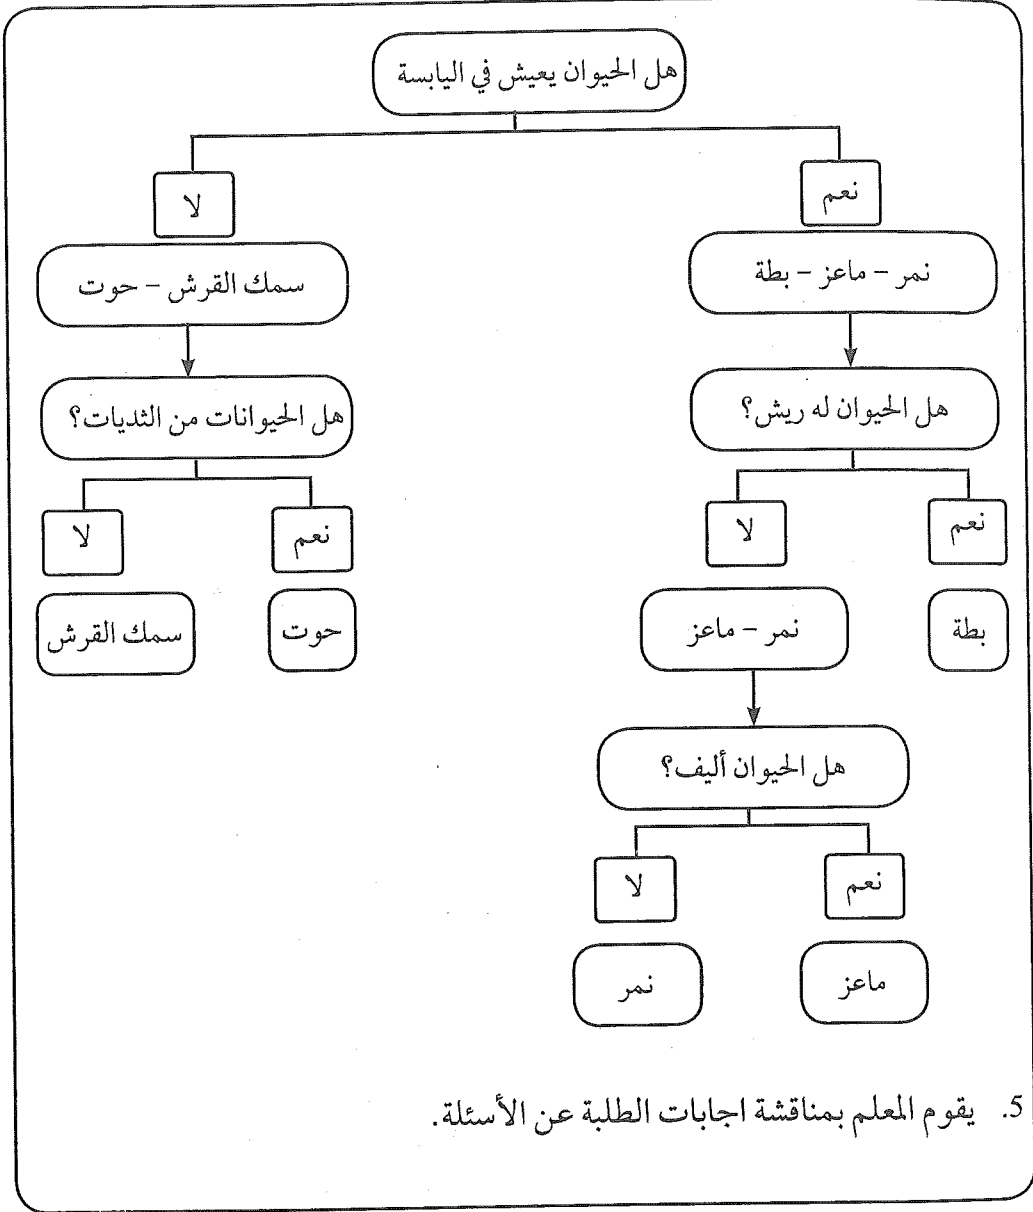 هل الحيوان يعيش في اليابسة
نعم
لا
نمر – ماعز – بطة
سمك القرش – حوت
هل الحيوان له ريش؟
هل الحيوانات من الثديات؟
نعم
لا
نعم
لا
بطة
نمر – ماعز
حوت
سمك القرش
هل الحيوان أليف؟
نعم
لا
ماعز
نمر
5. يقوم المعلم بمناقشة اجابات الطلبة عن الأسئلة.